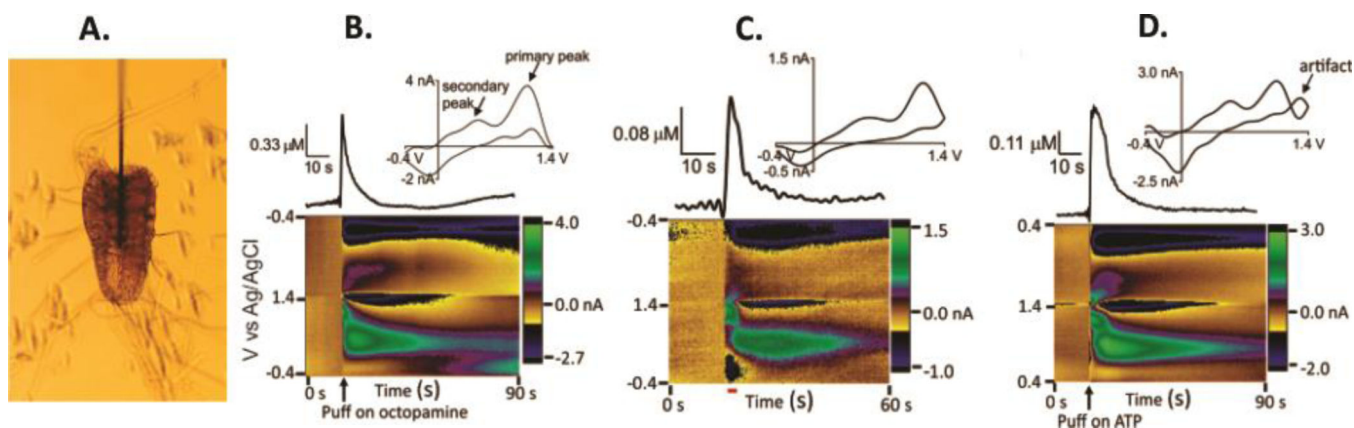 A.
B.
primary peak
4 nA
secondary
peak
0.33 μM
10 s
-0.4 V
1.4 V
-2 nA
-0.4
1.4
-0.4
V vs Ag/AgCl
4.0
0.0 nA
-2.7
0 s
Time (s)
90 s
Puff on octopamine
C.
1.5 nA
0.08 μM
10 s
-0.4 V
1.4 V
-0.5 nA
-0.4
1.4
-0.4
1.5
0.0 nA
-1.0
0 s
Time (s)
60 s
D.
3.0 nA
artifact
0.11 μM
10 s
-0.4
1.4 V
-2.5 nA
0.4
1.4
0.4
3.0
0.0 nA
-2.0
0 s
Time (s)
90 s
Puff on ATP